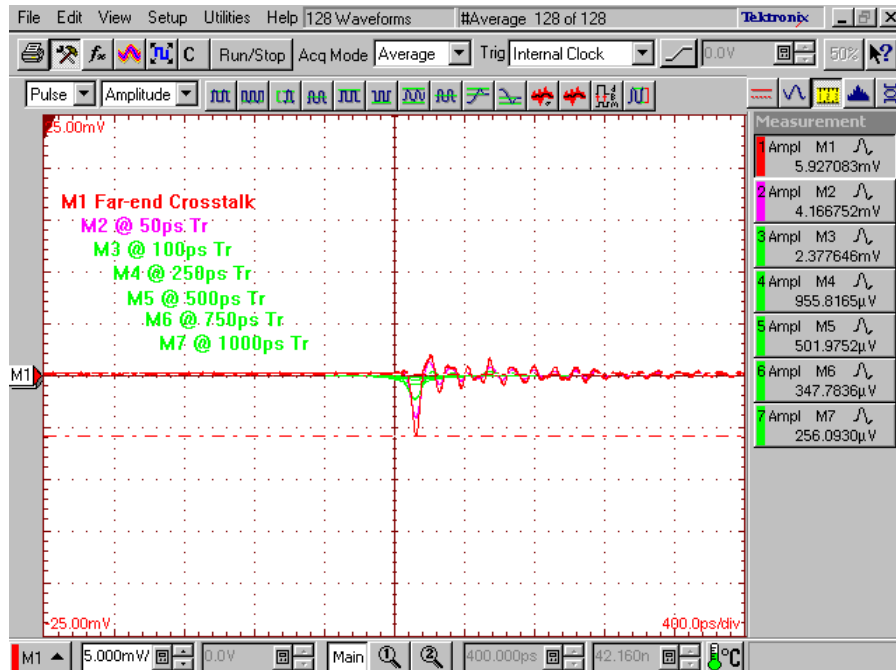 File Edit View Setup Utilities Help 128 Waveforms #Average 128 of 128 Tektronix
C Run/Stop Acq Mode Average Trig Internal Clock 0.0V 50%
Pulse Amplitude
25.00mV
M1 Far-end Crosstalk
M2 @ 50ps Tr
M3 @ 100ps Tr
M4 @ 250ps Tr
M5 @ 500ps Tr
M6 @ 750ps Tr
M7 @ 1000ps Tr
M1
-25.00mV
400.0ps/div
Measurement
1 Ampl M1
5.927083mV
2 Ampl M2
4.166752mV
3 Ampl M3
2.377646mV
4 Ampl M4
955.8165µV
5 Ampl M5
501.9752µV
6 Ampl M6
347.7836µV
7 Ampl M7
256.0930µV
M1 5.000mV/ 0.0V Main 1 2 400.000ps 42.160n °C